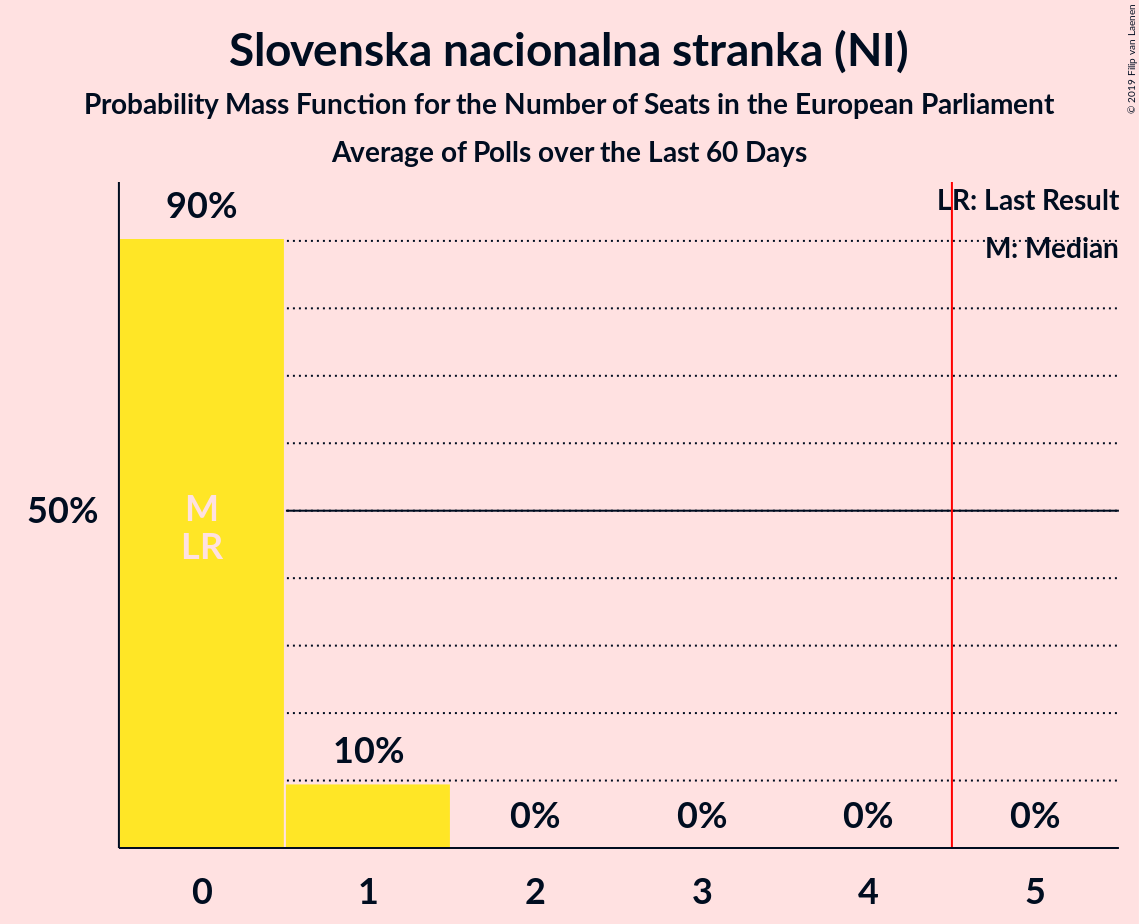 Slovenska nacionalna stranka (NI)
Probability Mass Function for the Number of Seats in the European Parliament
Average of Polls over the Last 60 Days
© 2019 Filip van Laenen
LR: Last Result
M: Median
90%
50%
M
LR
10%
0%
0%
0%
0%
0
1
2
3
4
5